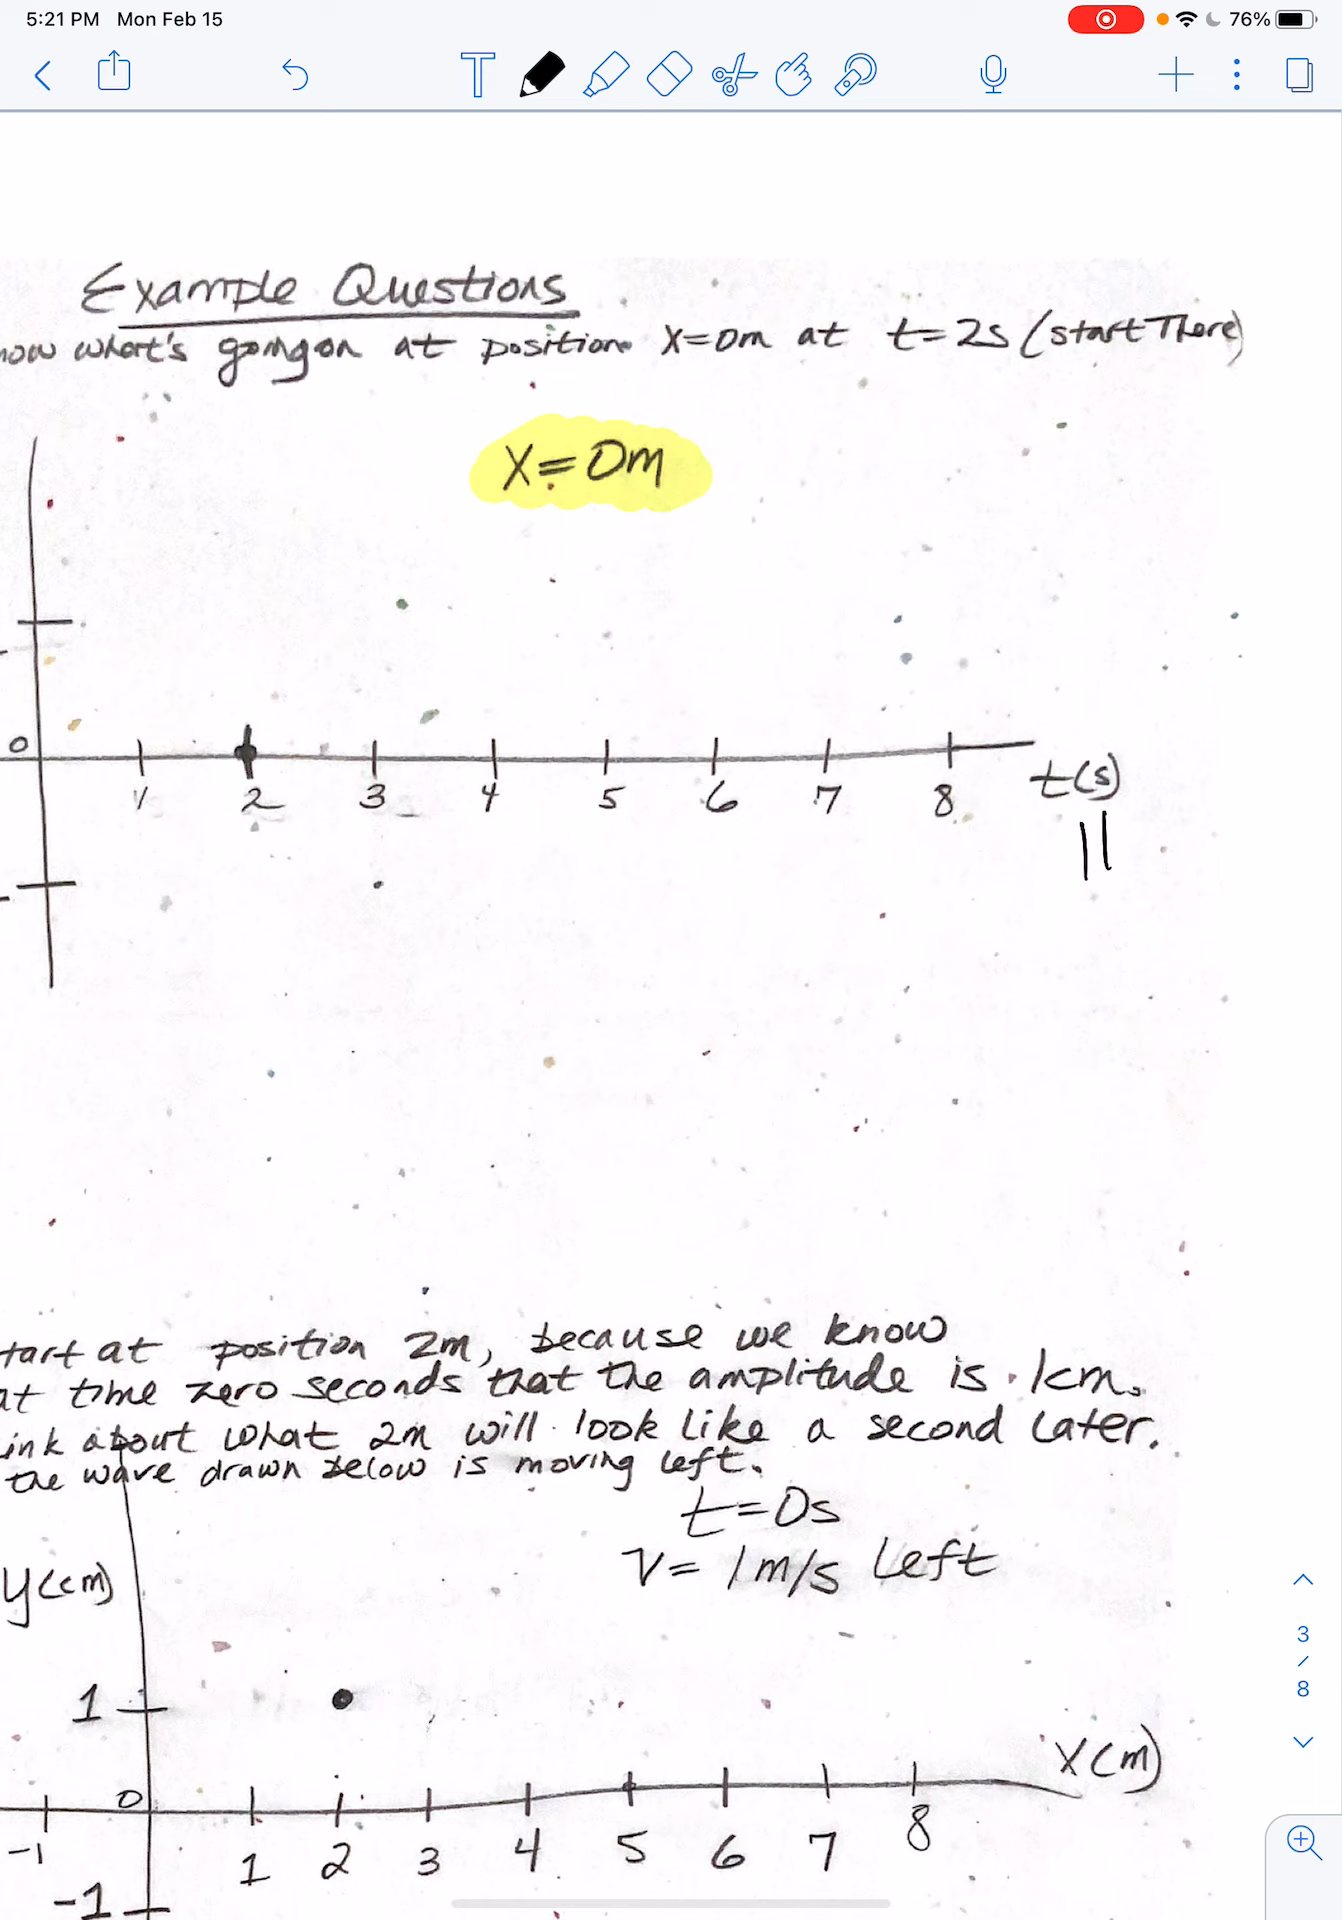 5:21 PM Mon Feb 15
76%
T
Example Questions
now what's going on at position x=0m at t=2s (start There)
x=0m
0
1 2 3 4 5 6 7 8 t(s)
tart at position 2m, because we know
at time zero seconds that the amplitude is 1cm.
ink about what 2m will look like a second later.
the wave drawn below is moving left.
t=0s
V= 1m/s Left
y(cm)
3
/
8
1
x(m)
0
-1 1 2 3 4 5 6 7 8
-1